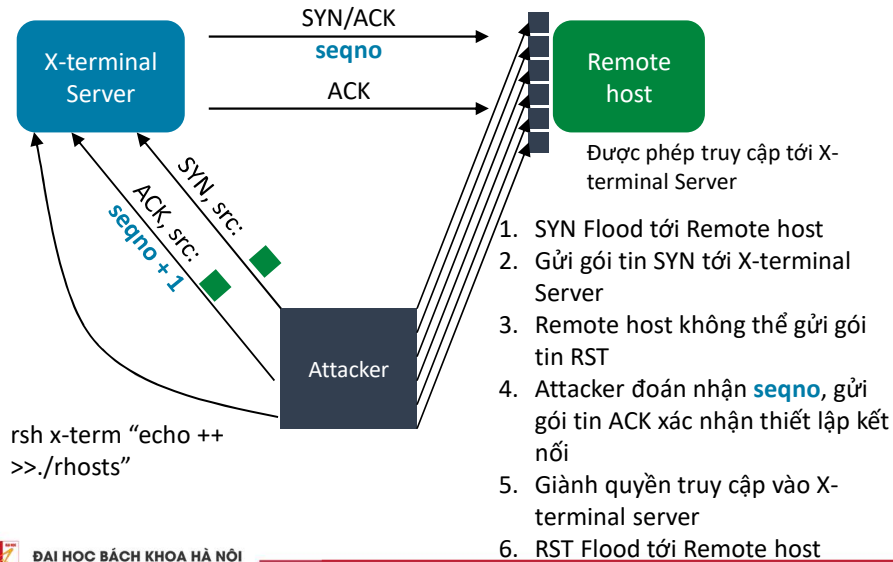 SYN/ACK
seqno
ACK
X-terminal
Server
Remote
host
Được phép truy cập tới X-
terminal Server
SYN, src:
ACK, src:
seqno + 1
Attacker
rsh x-term “echo ++
>>./rhosts”
1. SYN Flood tới Remote host
2. Gửi gói tin SYN tới X-terminal
Server
3. Remote host không thể gửi gói
tin RST
4. Attacker đoán nhận seqno, gửi
gói tin ACK xác nhận thiết lập kết
nối
5. Giành quyền truy cập vào X-
terminal server
6. RST Flood tới Remote host
ĐẠI HỌC BÁCH KHOA HÀ NỘI